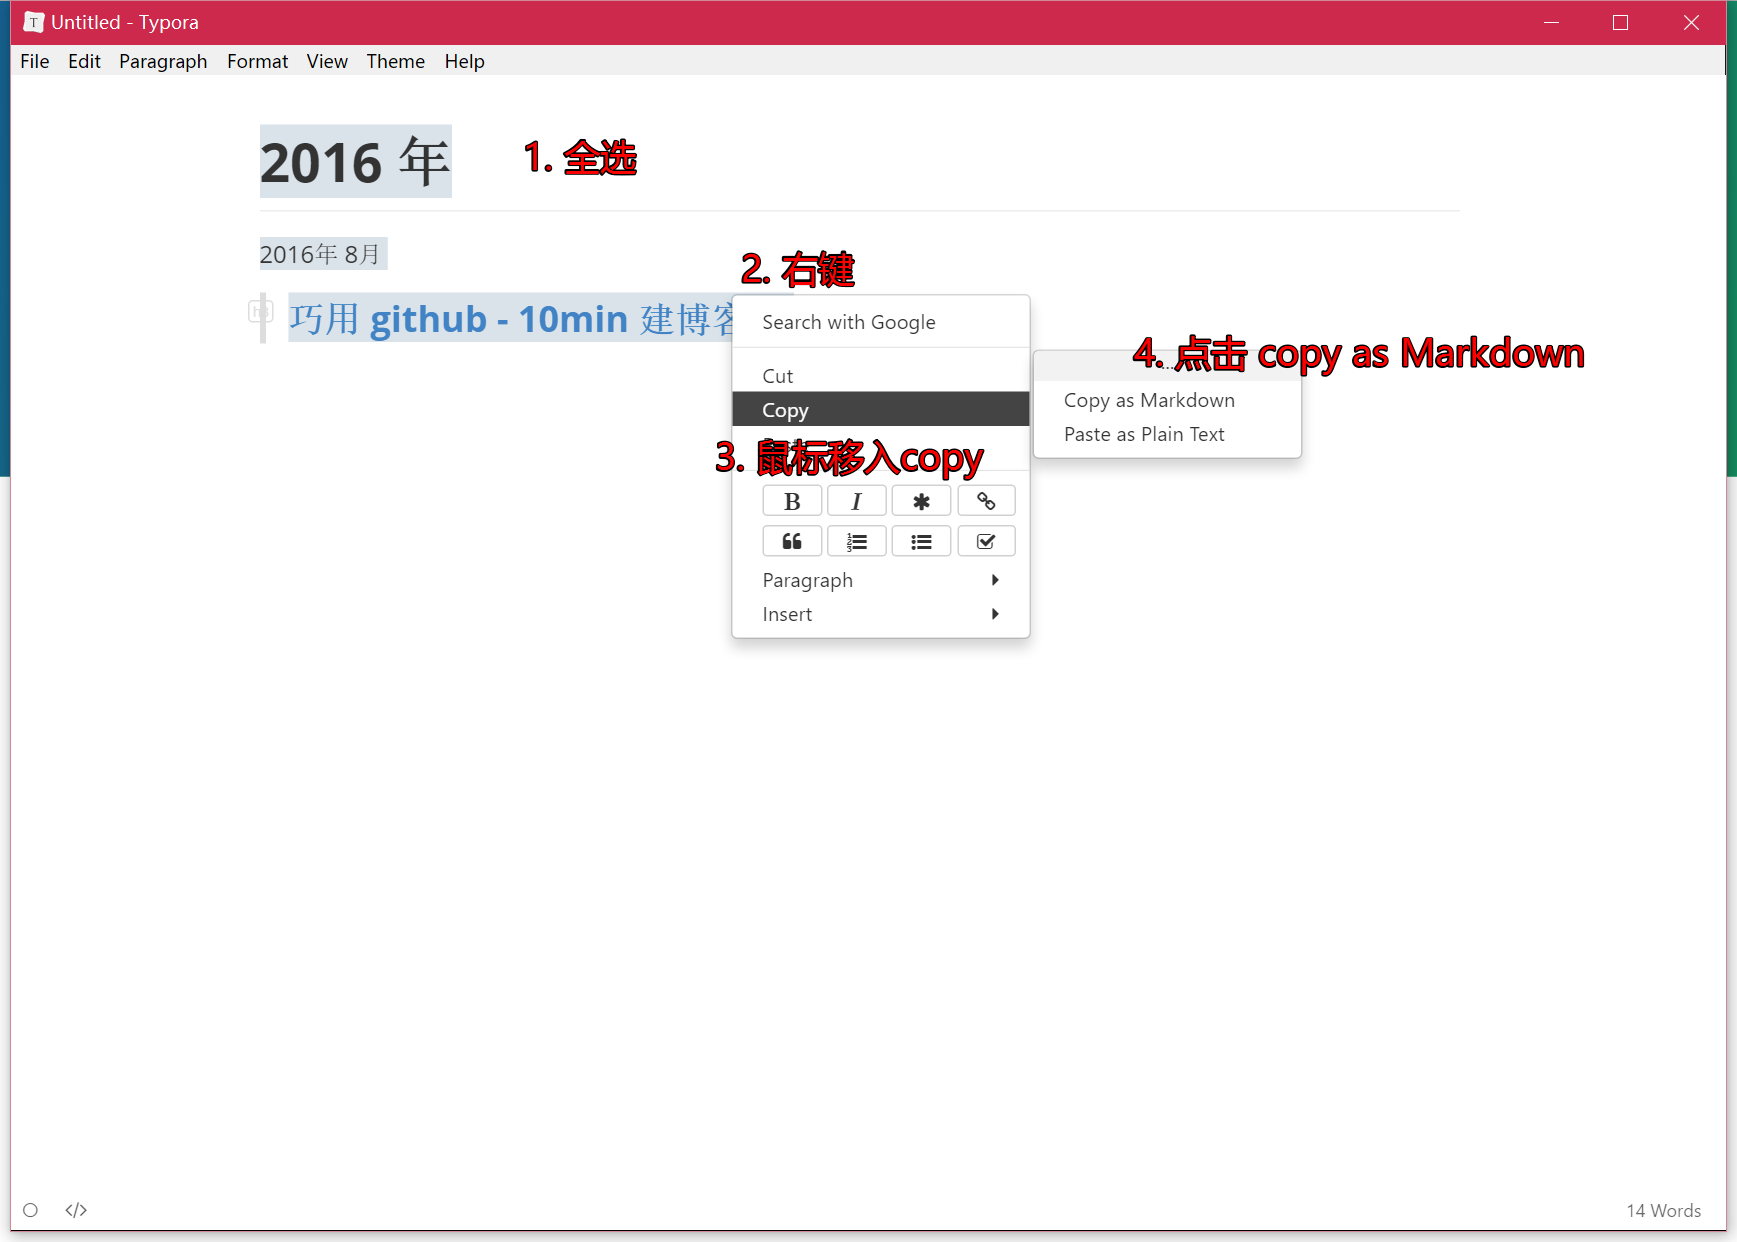 Untitled - Typora
File Edit Paragraph Format View Theme Help
2016 年
1. 全选
2016年 8月
2. 右键
h3
巧用 github - 10min 建博客
Search with Google
Cut
Copy
3. 鼠标移入copy
4. 点击 copy as Markdown
...
Copy as Markdown
Paste as Plain Text
B I
Paragraph
Insert
</>
14 Words